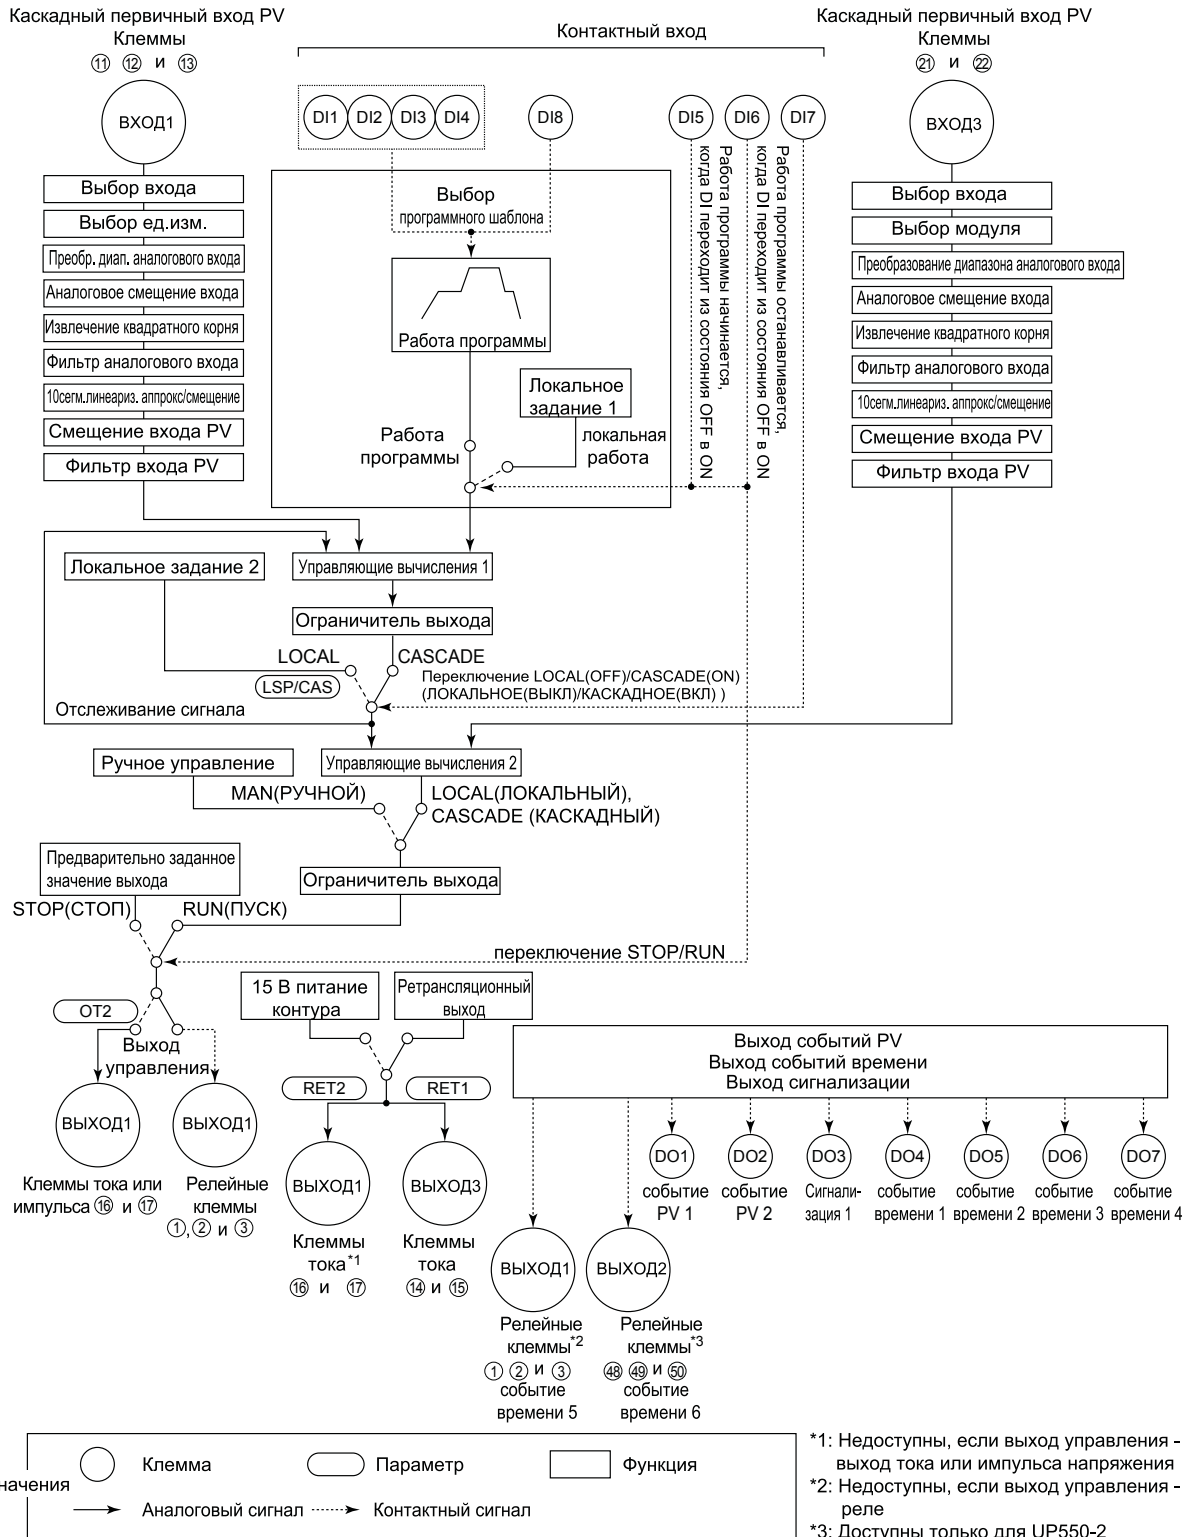 Каскадный первичный вход PV
Клеммы
⑪ ⑫ и ⑬
ВХОД1
Выбор входа
Выбор ед.изм.
Преобр. диап. аналогового входа
Аналоговое смещение входа
Извлечение квадратного корня
Фильтр аналогового входа
10сегм.линеариз. аппрокс/смещение
Смещение входа PV
Фильтр входа PV
Контактный вход
DI1 DI2 DI3 DI4 DI8 DI5 DI6 DI7
Выбор
программного шаблона
Работа программы
Локальное
задание 1
Работа
программы
локальная
работа
Работа программы начинается,
когда DI переходит из состояния OFF в ON
Работа программы останавливается,
когда DI переходит из состояния OFF в ON
Каскадный первичный вход PV
Клеммы
㉑ и ㉒
ВХОД3
Выбор входа
Выбор модуля
Преобразование диапазона аналогового входа
Аналоговое смещение входа
Извлечение квадратного корня
Фильтр аналогового входа
10сегм.линеариз. аппрокс/смещение
Смещение входа PV
Фильтр входа PV
Локальное задание 2
Управляющие вычисления 1
Ограничитель выхода
LOCAL
CASCADE
LSP/CAS
Переключение LOCAL(OFF)/CASCADE(ON)
(ЛОКАЛЬНОЕ(ВЫКЛ)/КАСКАДНОЕ(ВКЛ) )
Отслеживание сигнала
Ручное управление
Управляющие вычисления 2
MAN(РУЧНОЙ)
LOCAL(ЛОКАЛЬНЫЙ),
CASCADE (КАСКАДНЫЙ)
Предварительно заданное
значение выхода
Ограничитель выхода
STOP(СТОП)
RUN(ПУСК)
переключение STOP/RUN
OT2
Выход
управления
ВЫХОД1
ВЫХОД1
Клеммы тока или
импульса ⑯ и ⑰
Релейные
клеммы
①, ② и ③
15 В питание
контура
Ретрансляционный
выход
RET2
RET1
ВЫХОД1
ВЫХОД3
Клеммы
тока*1
⑯ и ⑰
Клеммы
тока
⑭ и ⑮
Выход событий PV
Выход событий времени
Выход сигнализации
DO1 DO2 DO3 DO4 DO5 DO6 DO7
событие
PV 1
событие
PV 2
Сигнали-
зация 1
событие
времени 1
событие
времени 2
событие
времени 3
событие
времени 4
ВЫХОД1
ВЫХОД2
Релейные
клеммы*2
① ② и ③
событие
времени 5
Релейные
клеммы*3
㊽ ㊾ и ㊿
событие
времени 6
начения
Клемма
Параметр
Функция
Аналоговый сигнал
Контактный сигнал
*1: Недоступны, если выход управления -
выход тока или импульса напряжения
*2: Недоступны, если выход управления -
реле
*3: Доступны только для UP550-2